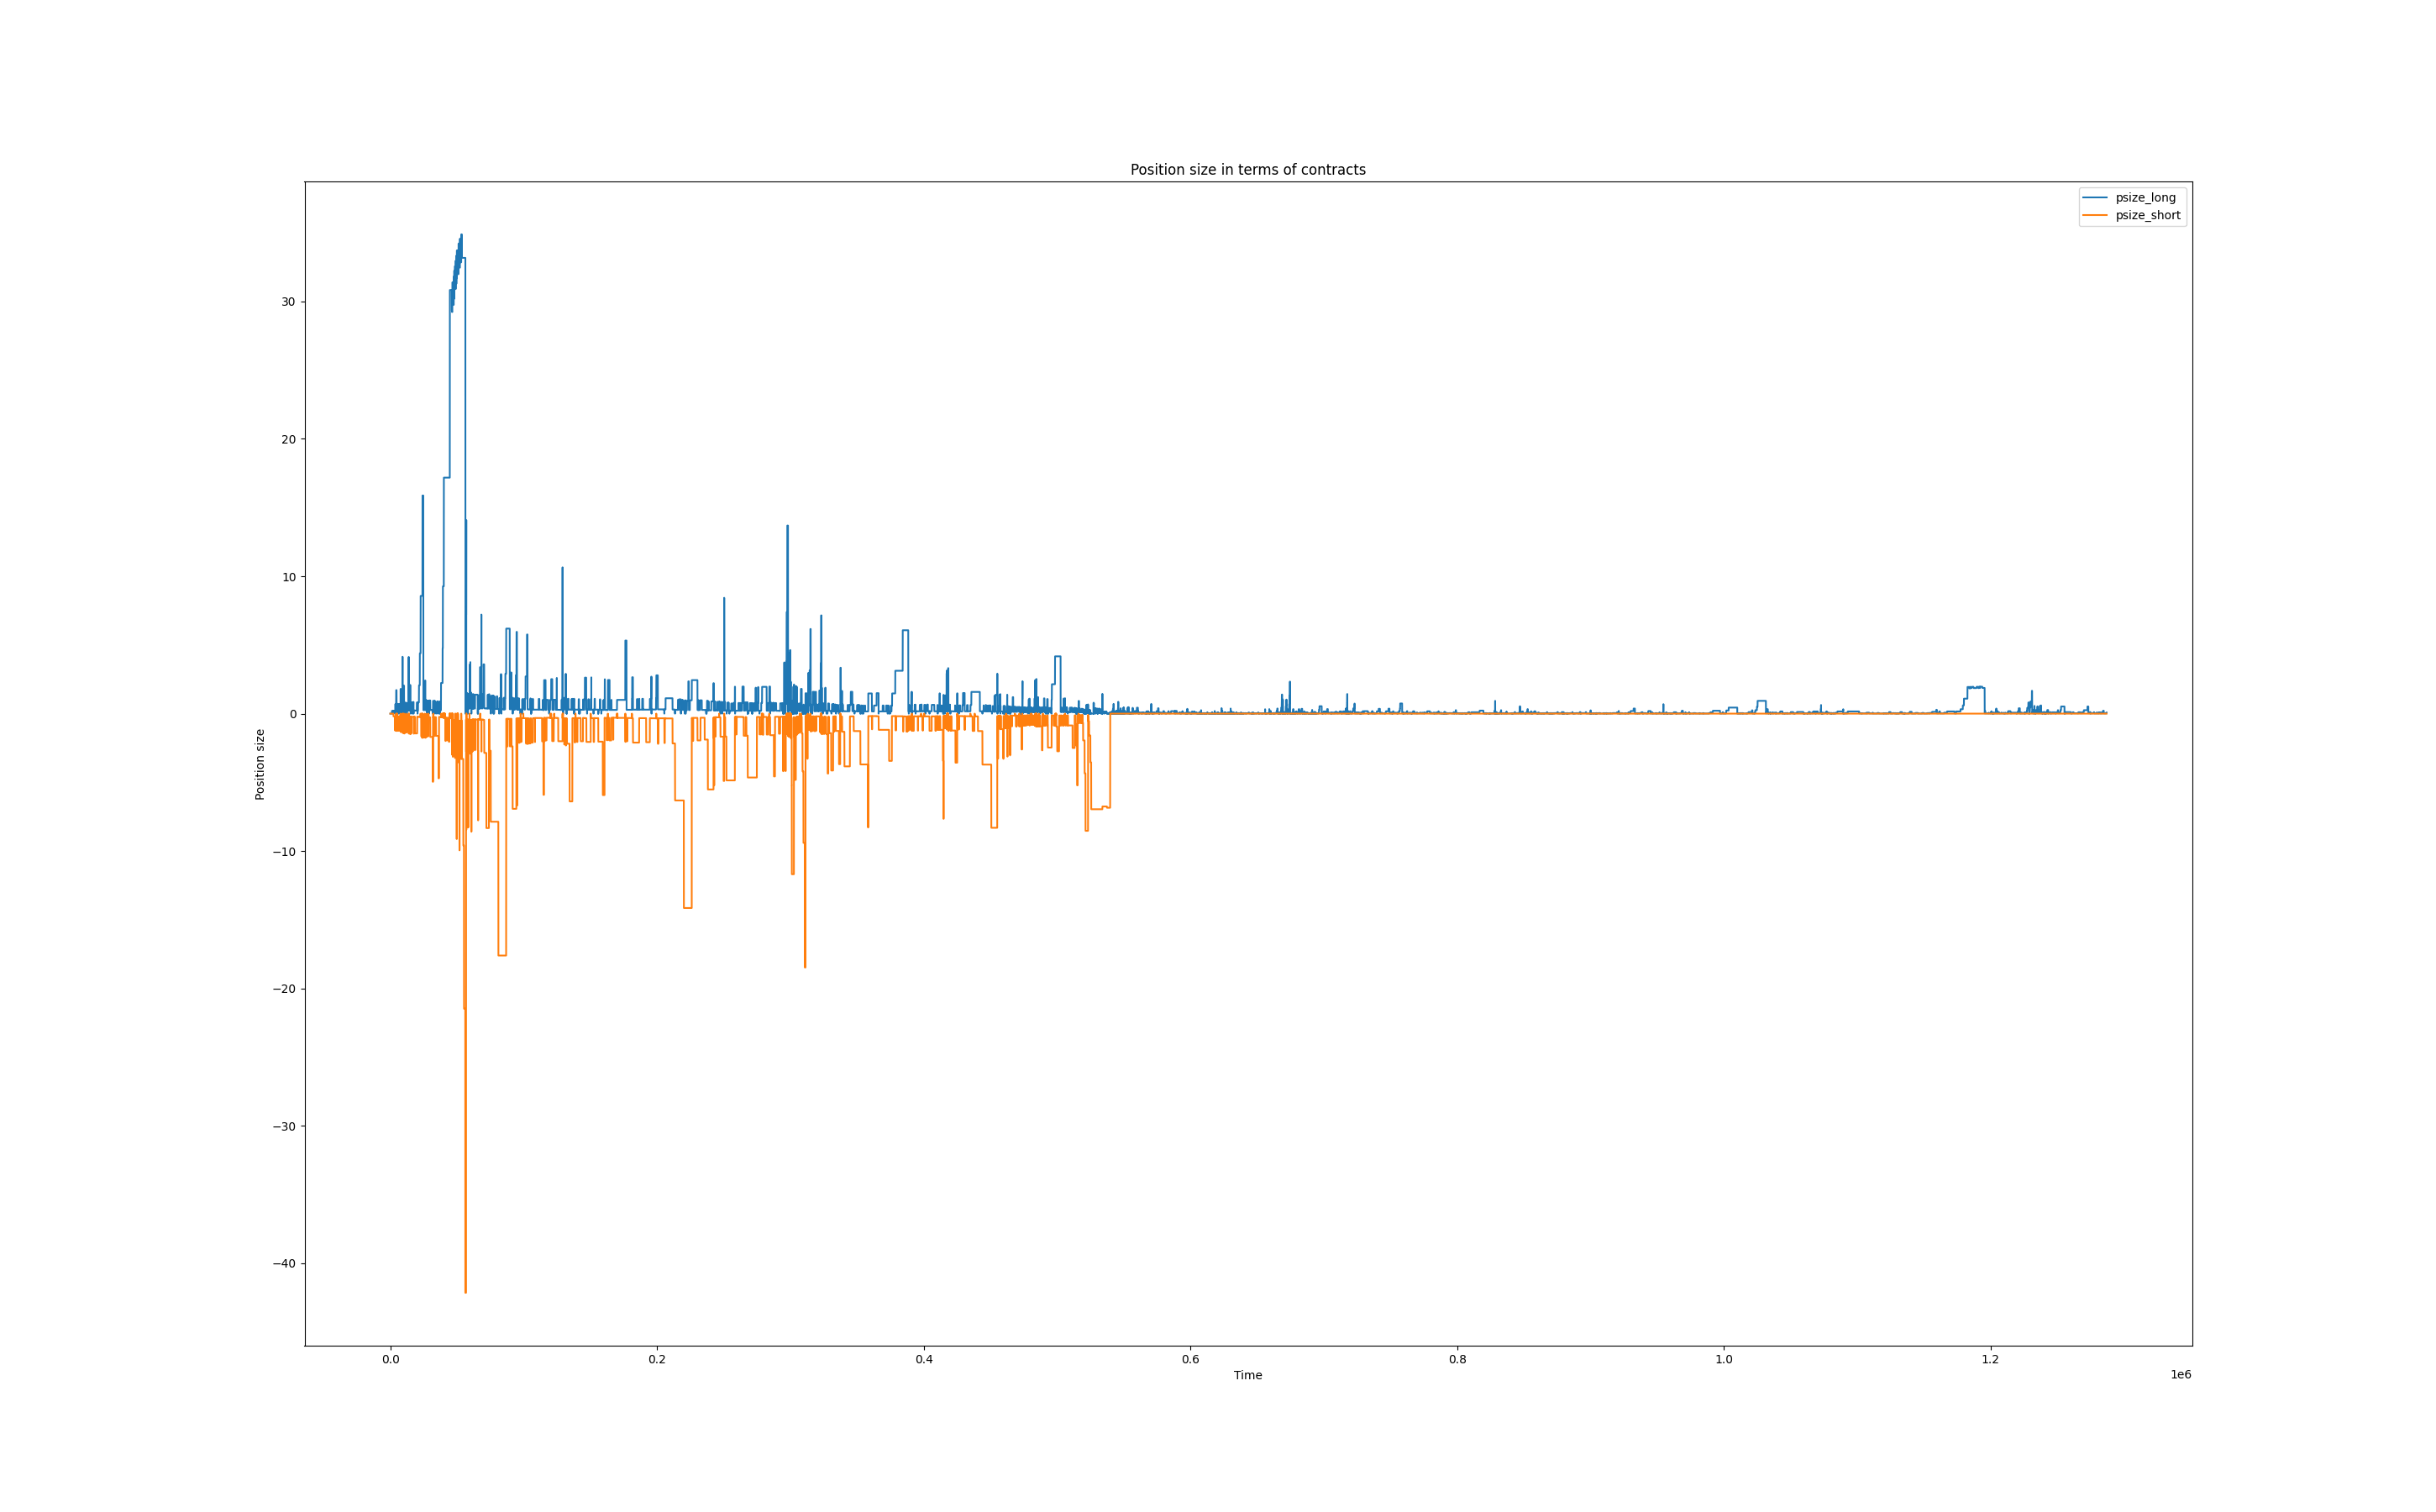 Position size in terms of contracts
psize_long
psize_short
30
20
10
0
−10
−20
−30
−40
Position size
0.0 0.2 0.4 0.6 0.8 1.0 1.2
Time
1e6